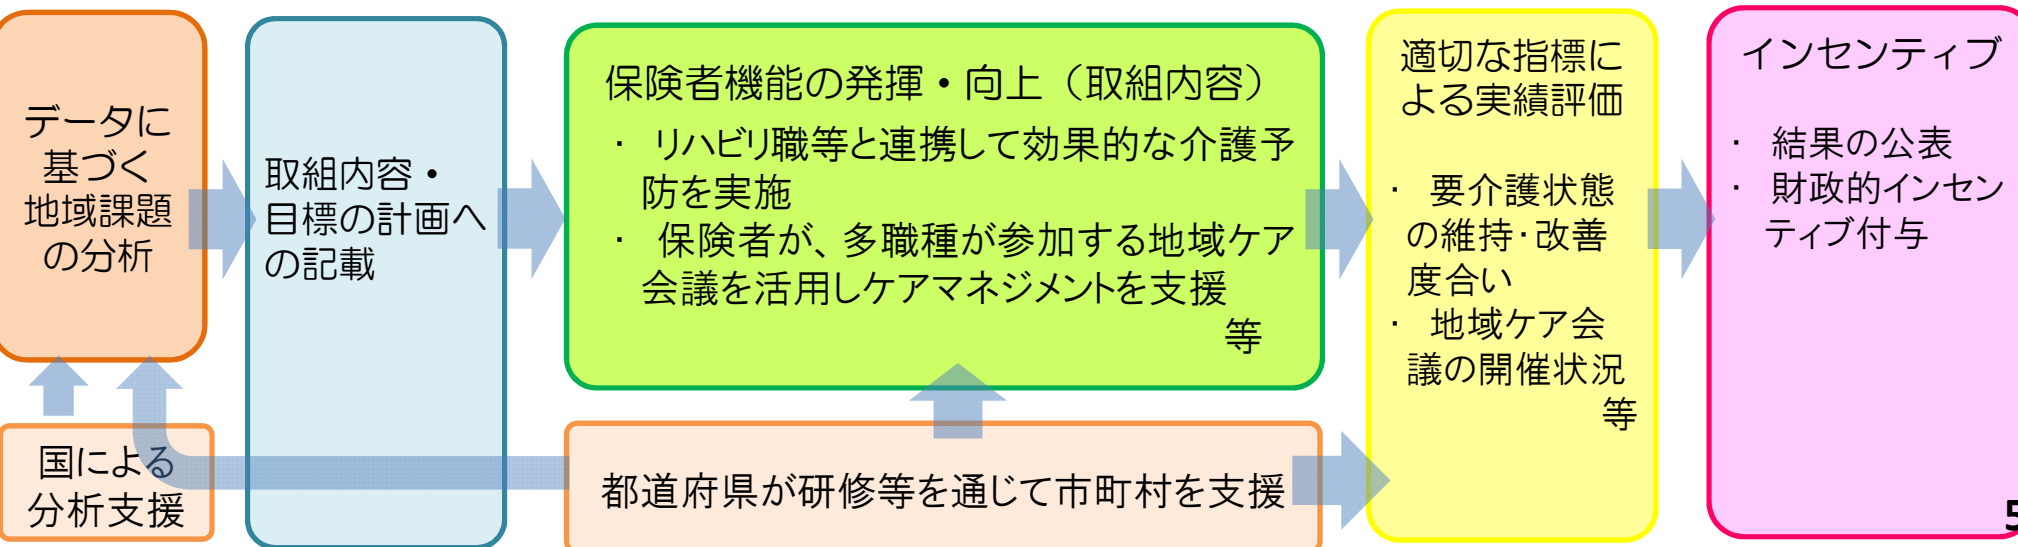 データに
基づく
地域課題
の分析
国による
分析支援
取組内容・
目標の計画へ
の記載
保険者機能の発揮・向上（取組内容）
・ リハビリ職等と連携して効果的な介護予
防を実施
・ 保険者が、多職種が参加する地域ケア
会議を活用しケアマネジメントを支援
等
都道府県が研修等を通じて市町村を支援
適切な指標に
よる実績評価
・ 要介護状態
の維持・改善
度合い
・ 地域ケア会
議の開催状況
等
インセンティブ
・ 結果の公表
・ 財政的インセン
ティブ付与
5